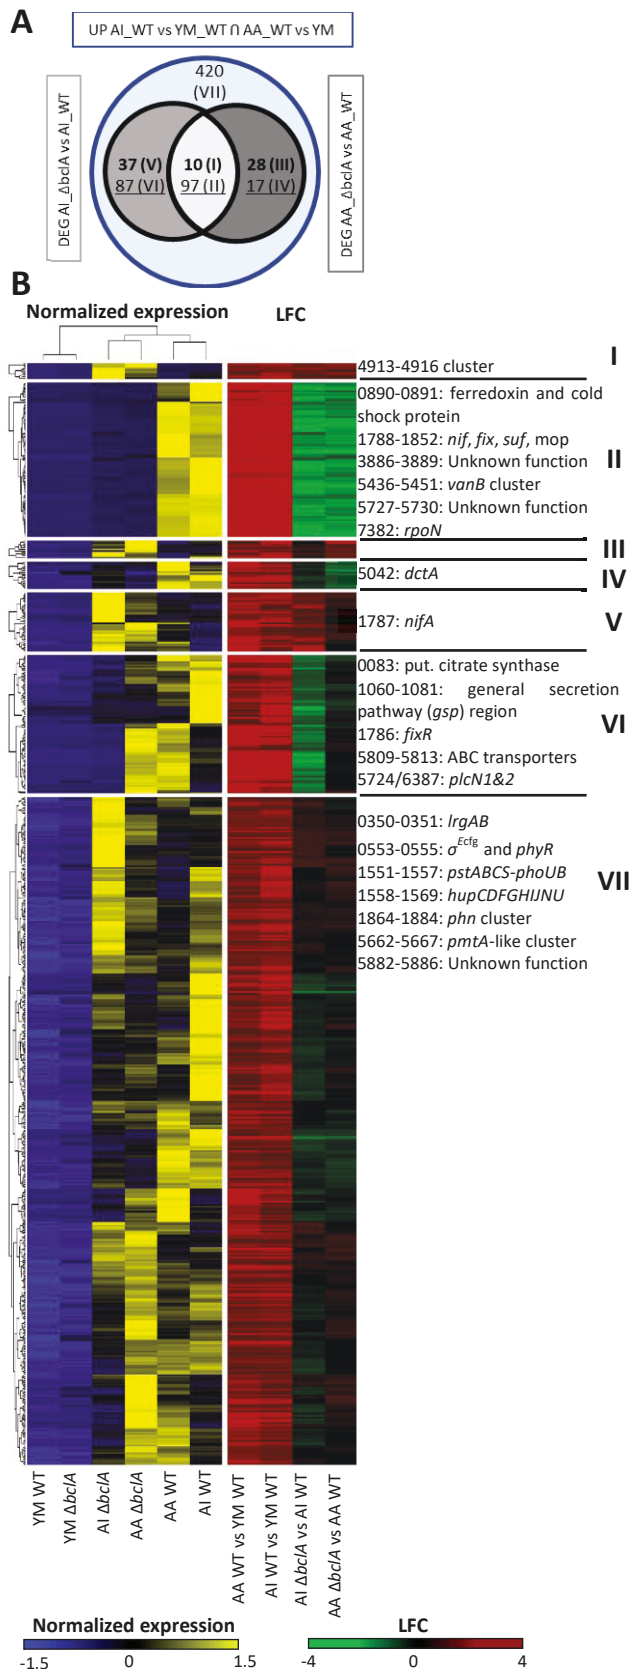 A
UP AI_WT vs YM_WT ∩ AA_WT vs YM
DEG AI_ΔbclA vs AI_WT
420
(VII)
37 (V)
87 (VI)
10 (I)
97 (II)
28 (III)
17 (IV)
DEG AA_ΔbclA vs AA_WT
B
Normalized expression
LFC
I
4913-4916 cluster
0890-0891: ferredoxin and cold
shock protein
1788-1852: nif, fix, suf, mop
3886-3889: Unknown function
5436-5451: vanB cluster
5727-5730: Unknown function
7382: rpoN
II
III
5042: dctA
IV
1787: nifA
V
0083: put. citrate synthase
1060-1081: general secretion
pathway (gsp) region
1786: fixR
5809-5813: ABC transporters
5724/6387: plcN1&2
VI
0350-0351: lrgAB
0553-0555: σEcfg and phyR
1551-1557: pstABCS-phoUB
1558-1569: hupCDFGHIJNU
1864-1884: phn cluster
5662-5667: pmtA-like cluster
5882-5886: Unknown function
VII
YM WT
YM ΔbclA
AI ΔbclA
AA ΔbclA
AA WT
AI WT
AA WT vs YM WT
AI WT vs YM WT
AI ΔbclA vs AI WT
AA ΔbclA vs AA WT
Normalized expression
-1.5 0 1.5
LFC
-4 0 4